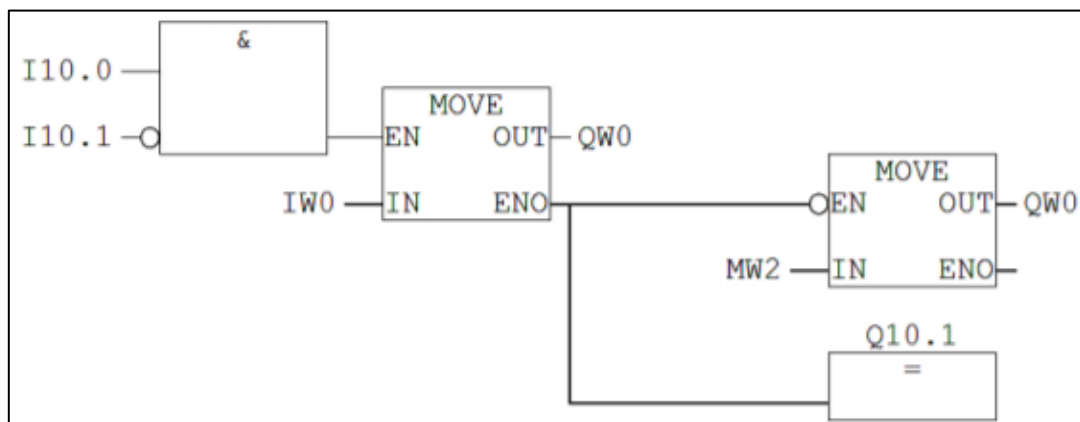 &
I10.0
MOVE
I10.1 EN OUT QW0
MOVE
IW0 IN ENO EN OUT QW0
MW2 IN ENO
Q10.1
=